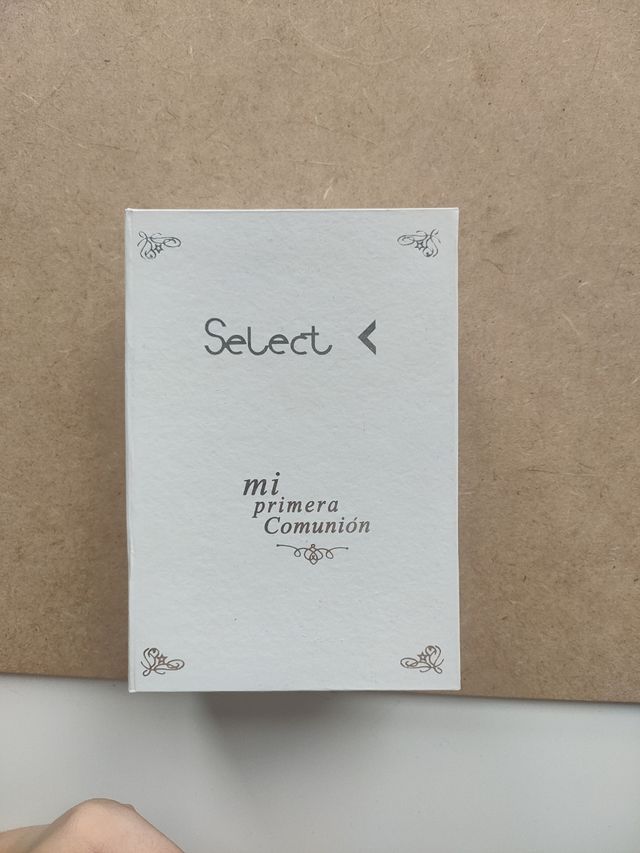 Select <
mi
primera
Comunión